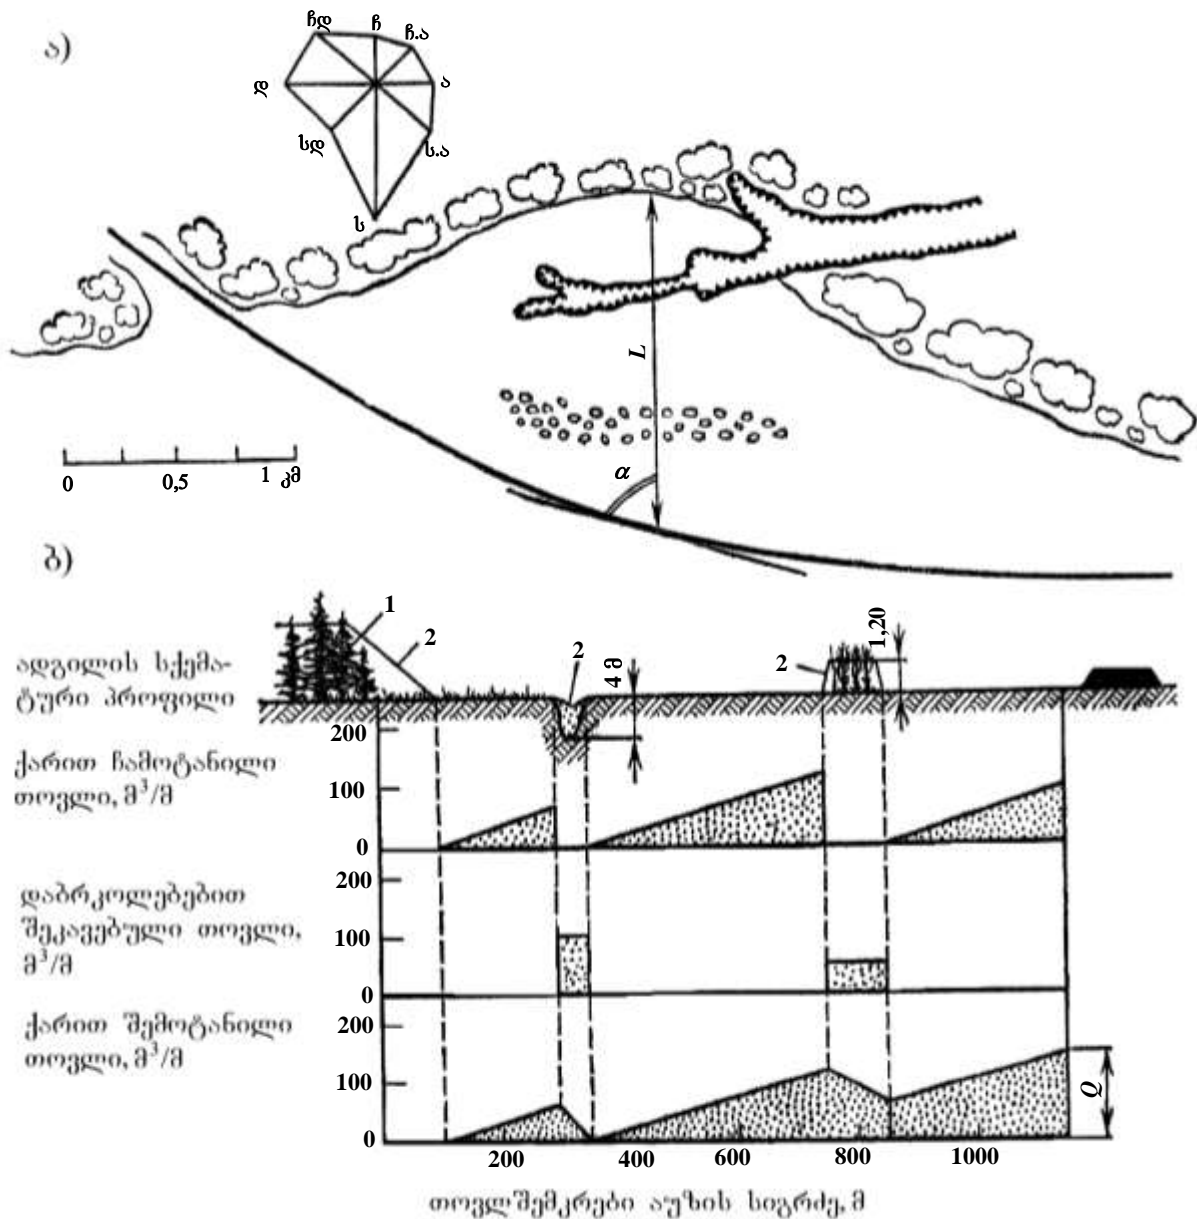 ა)
ჩდ
ჩ
ჩ.ა
დ
ა
სდ
ს.ა
ს
L
α
0
0,5
1 კმ
ბ)
1
2
2
4 მ
2
1,20
ადგილის სქემა-
ტური პროფილი
200
ქარით ჩამოტანილი
თოვლი, მ³/მ
100
0
200
დაბრკოლებებით
შეკავებული თოვლი,
მ³/მ
100
0
ქარით შემოტანილი
თოვლი, მ³/მ
200
100
0
Q
200
400
600
800
1000
თოვლშემკრები აუზის სიგრძე, მ